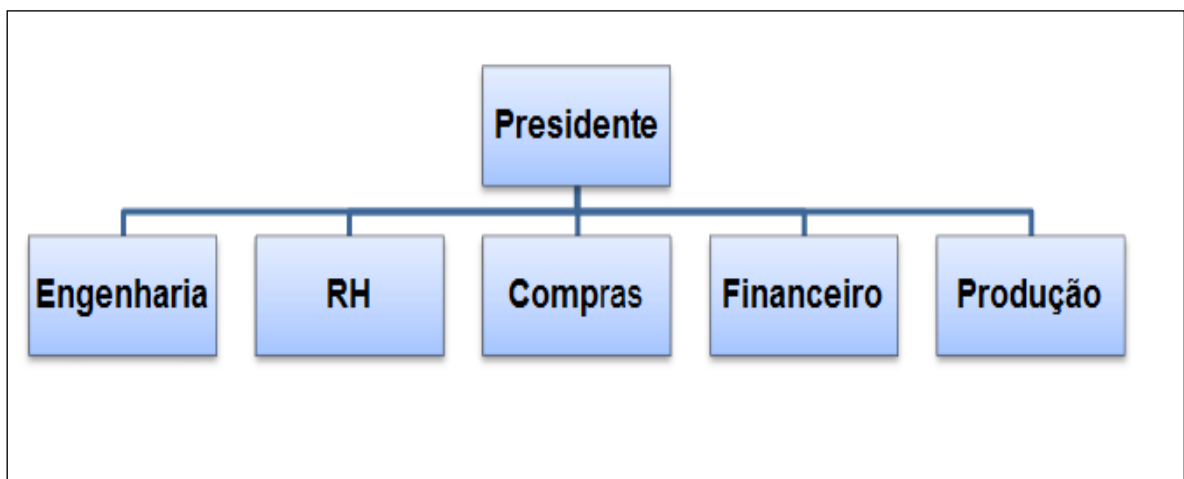 Presidente
Engenharia
RH
Compras
Financeiro
Produção